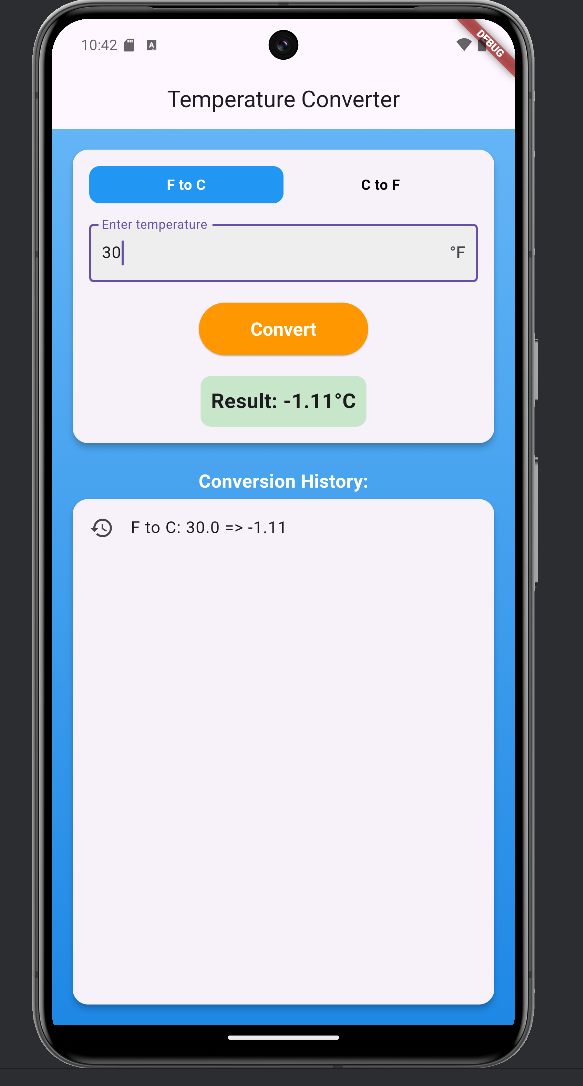 10:42
A
DEBUG
Temperature Converter
F to C
C to F
Enter temperature
30
°F
Convert
Result: -1.11°C
Conversion History:
F to C: 30.0 => -1.11